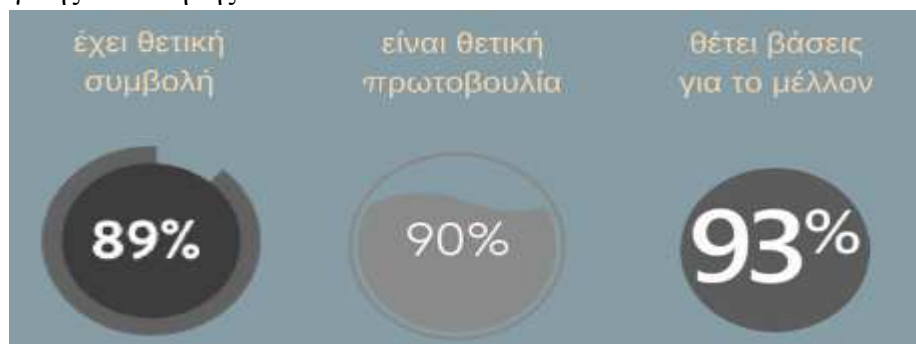 έχει θετική
συμβολή
89%
είναι θετική
πρωτοβουλία
90%
θέτει βάσεις
για το μέλλον
93%